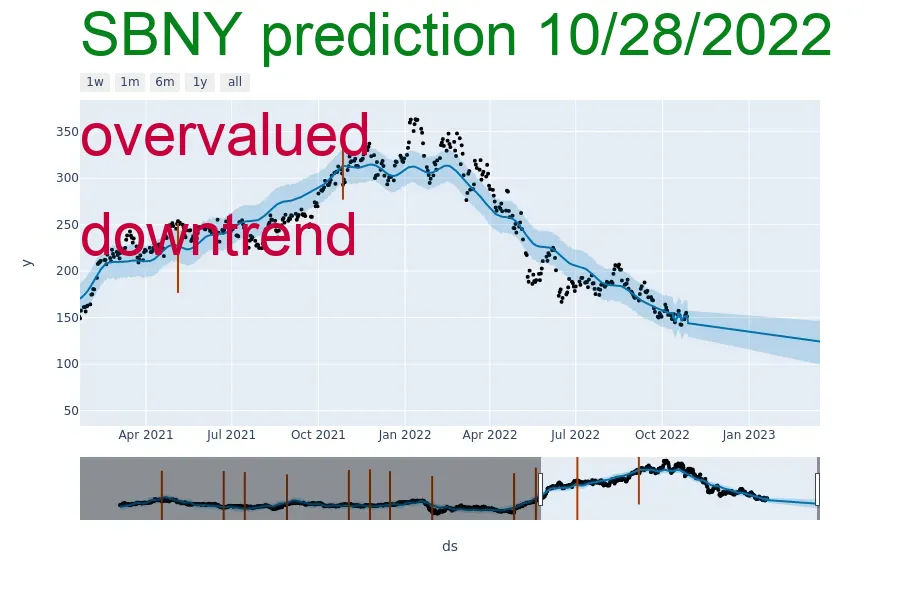 SBNY prediction 10/28/2022
1w 1m 6m 1y all
overvalued
downtrend
350
300
250
200
150
100
50
y
Apr 2021 Jul 2021 Oct 2021 Jan 2022 Apr 2022 Jul 2022 Oct 2022 Jan 2023
ds